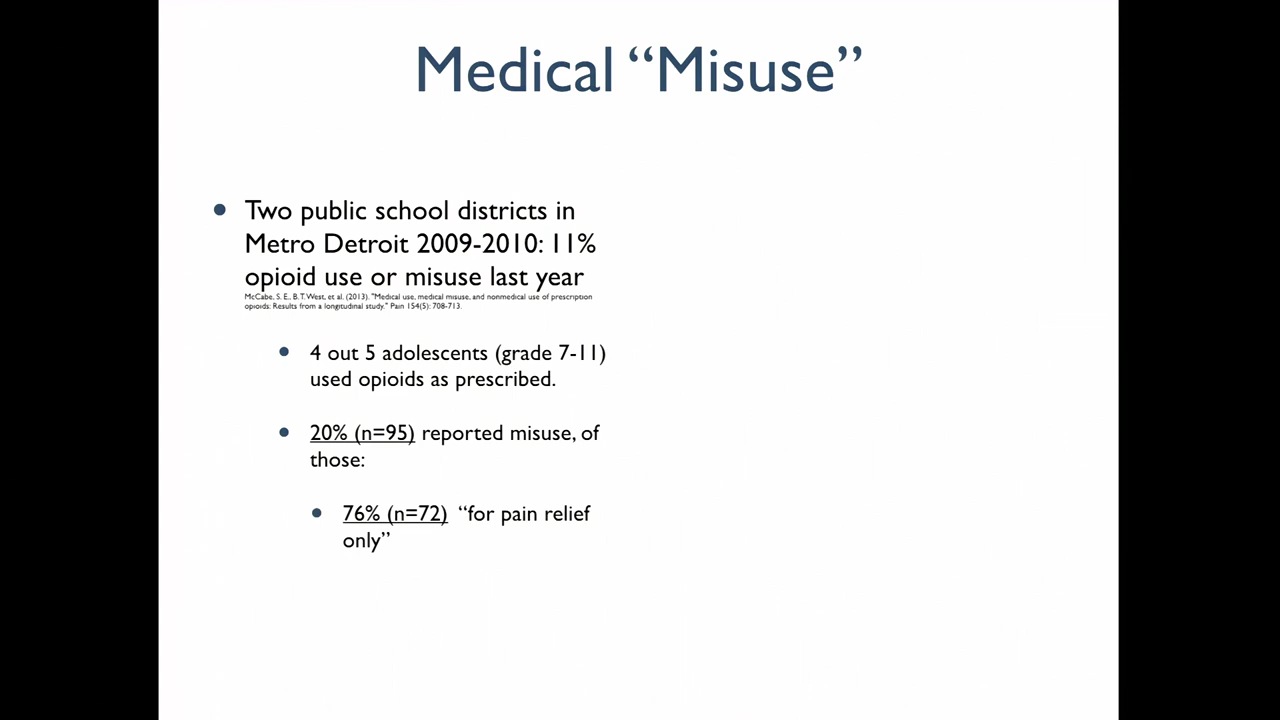 Medical “Misuse”
• Two public school districts in
Metro Detroit 2009-2010: 11%
opioid use or misuse last year
McCabe, S. E., B. T. West, et al. (2013). "Medical use, medical misuse, and nonmedical use of prescription
opioids: Results from a longitudinal study." Pain 154(5): 708-713.
• 4 out 5 adolescents (grade 7-11)
used opioids as prescribed.
• 20% (n=95) reported misuse, of
those:
• 76% (n=72) “for pain relief
only”